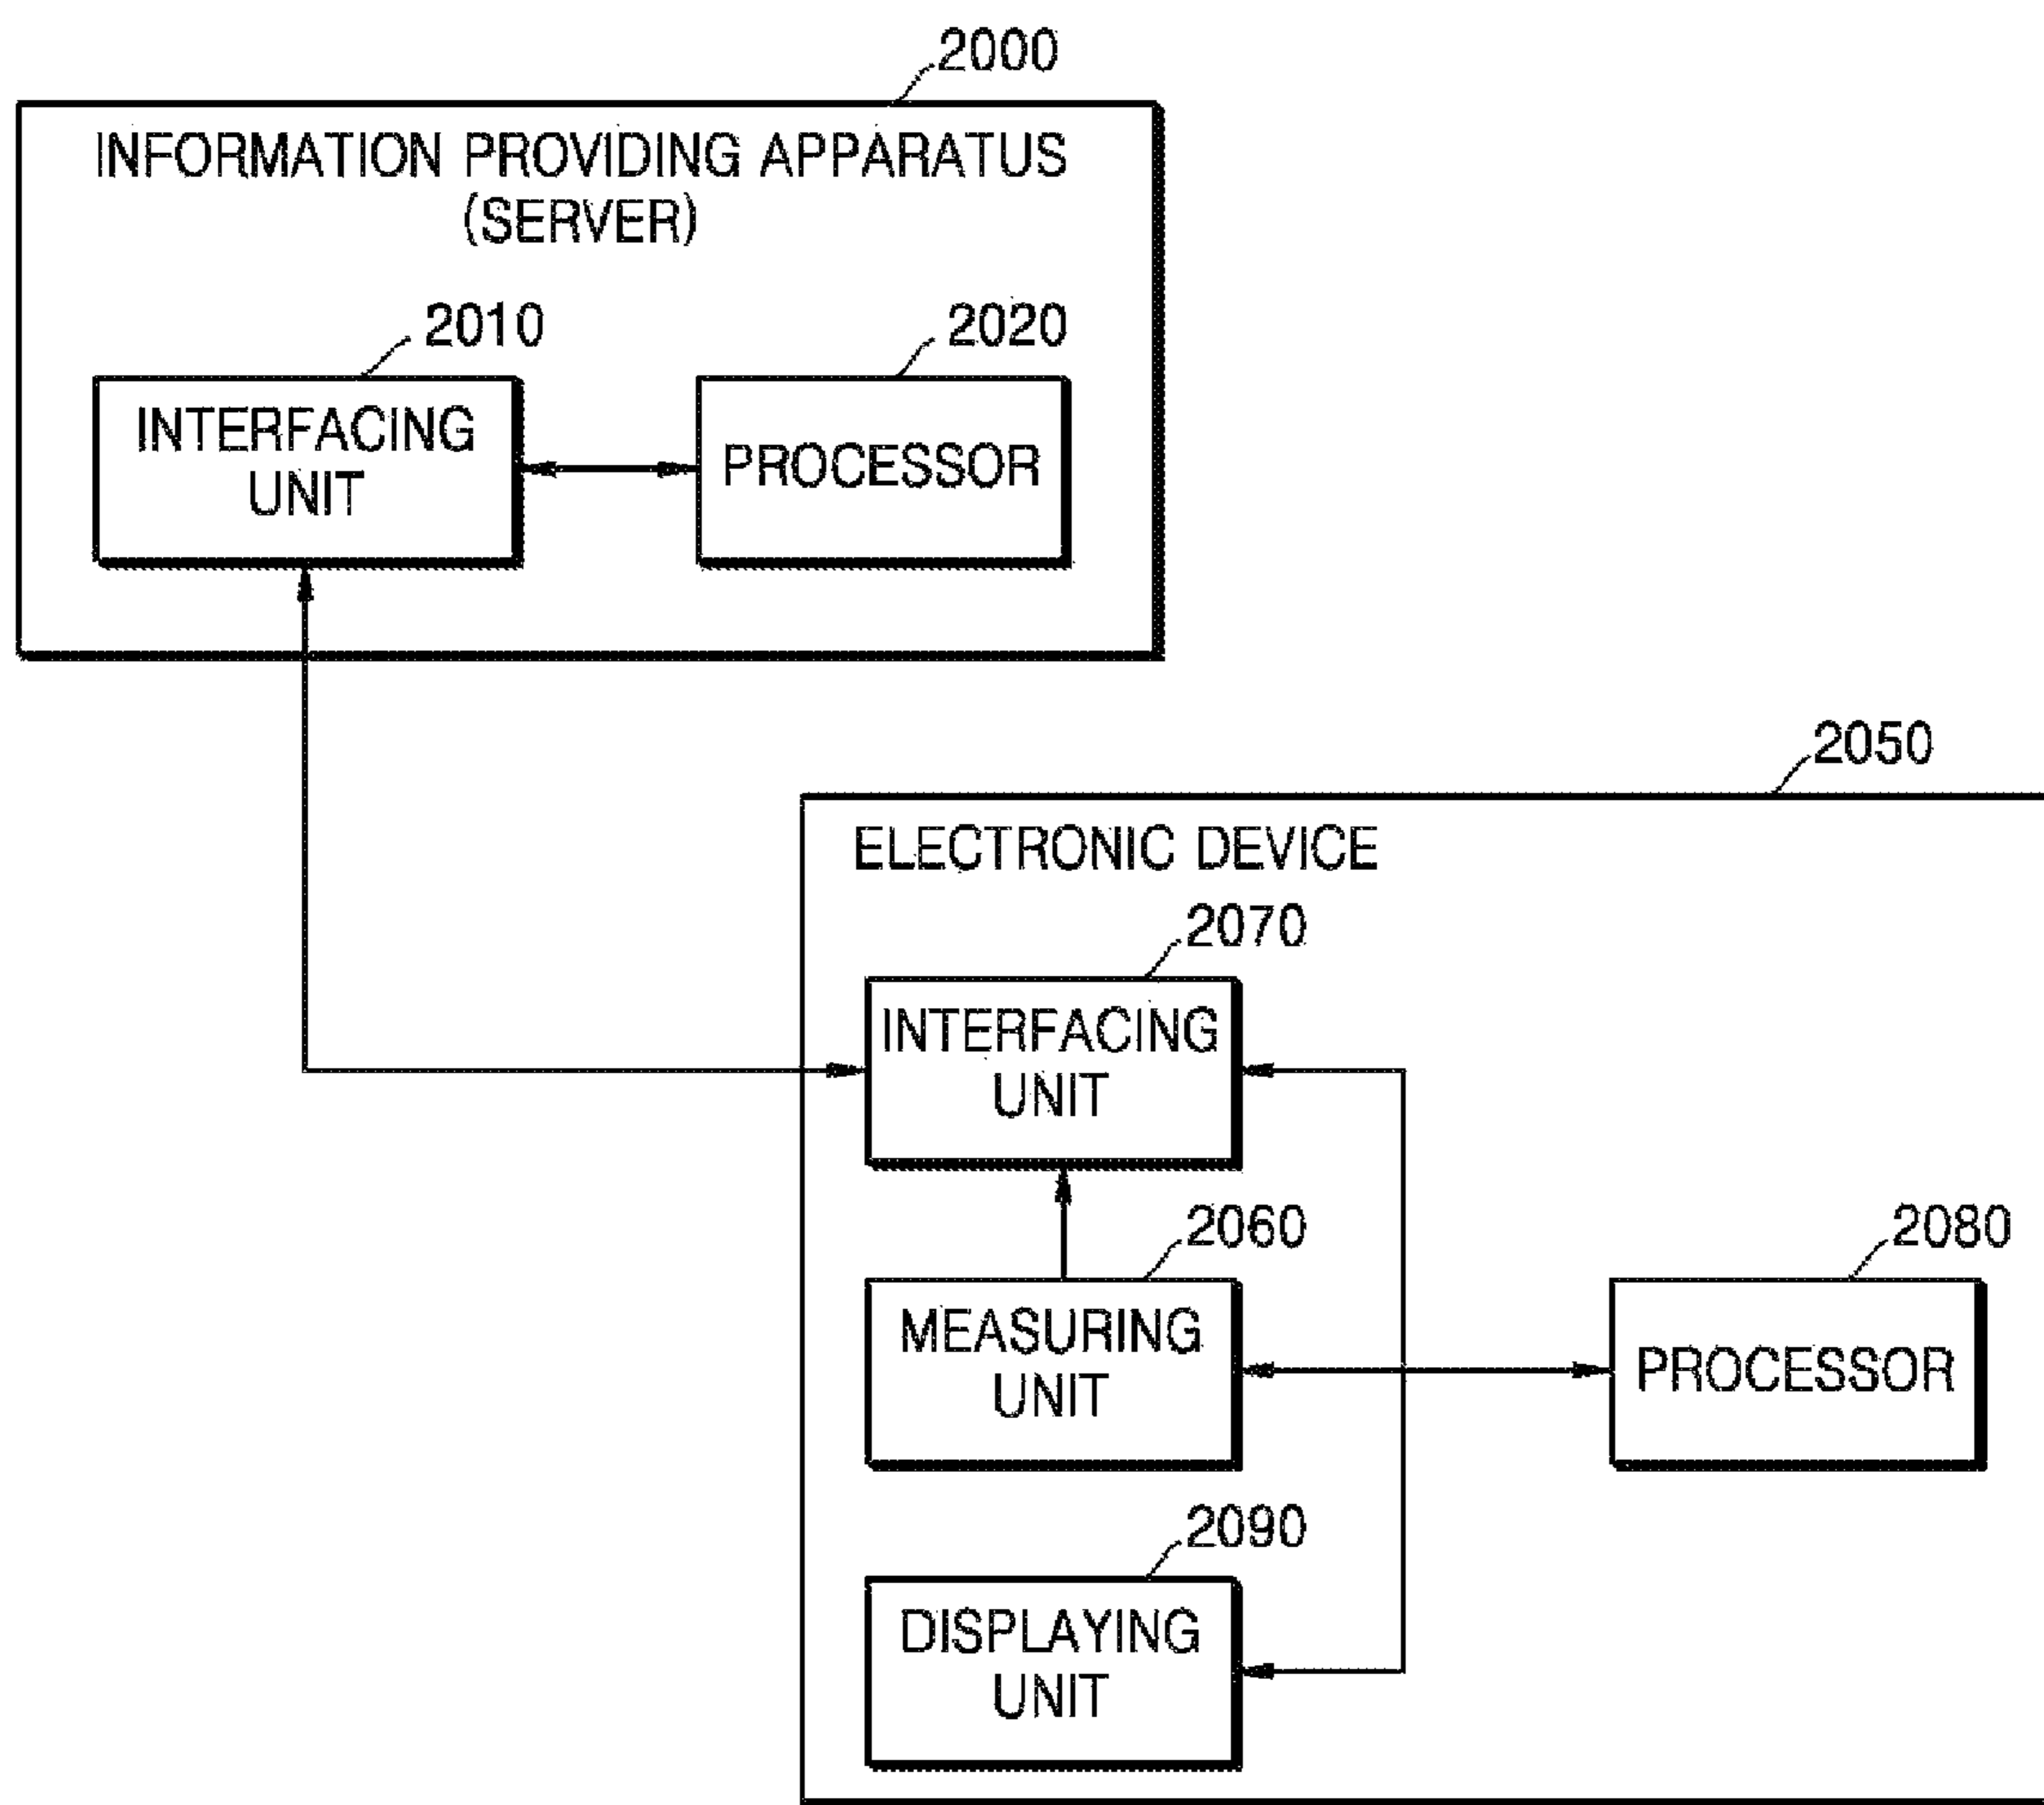 2000
INFORMATION PROVIDING APPARATUS
(SERVER)
2010
INTERFACING
UNIT
2020
PROCESSOR
2050
ELECTRONIC DEVICE
2070
INTERFACING
UNIT
2060
MEASURING
UNIT
2080
PROCESSOR
2090
DISPLAYING
UNIT